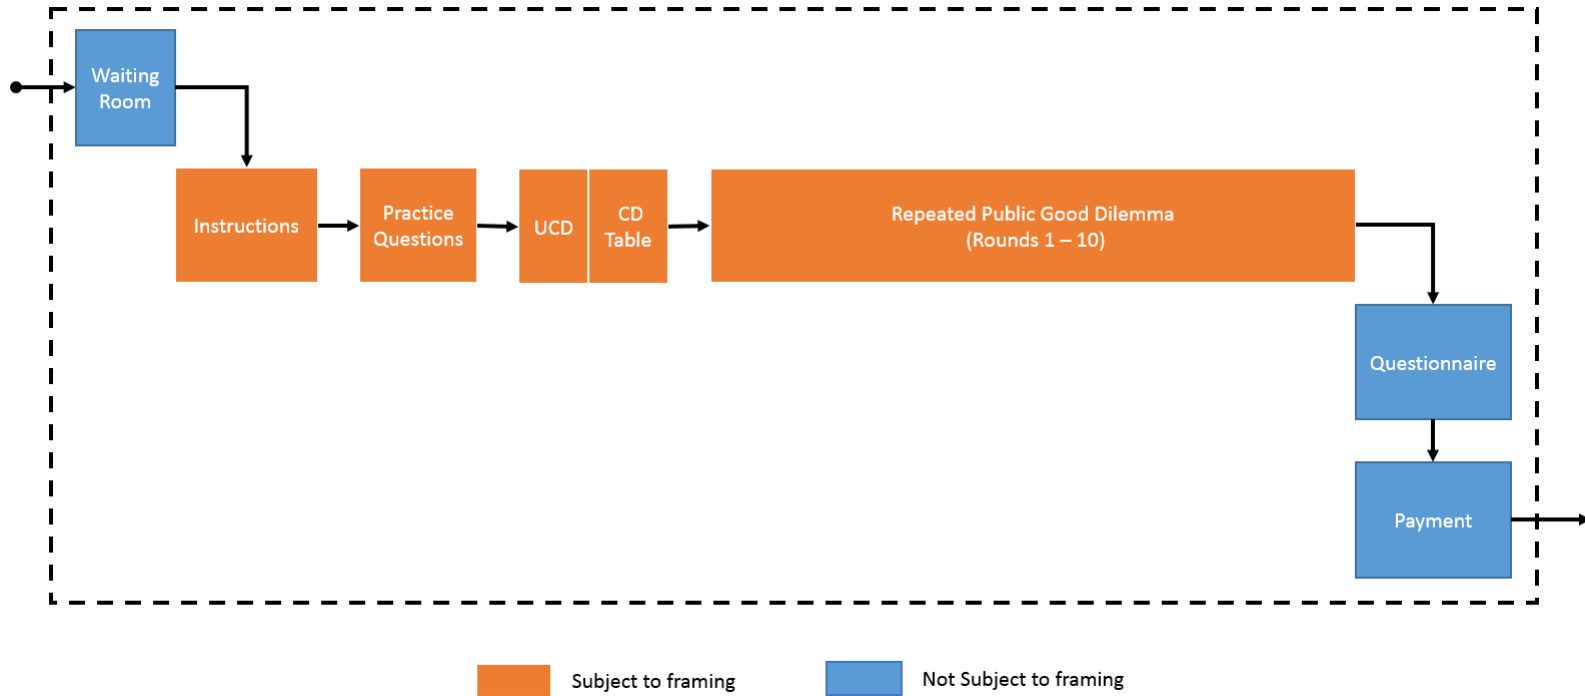 Waiting
Room
Instructions
Practice
Questions
UCD
CD
Table
Repeated Public Good Dilemma
(Rounds 1 – 10)
Questionnaire
Payment
Subject to framing
Not Subject to framing